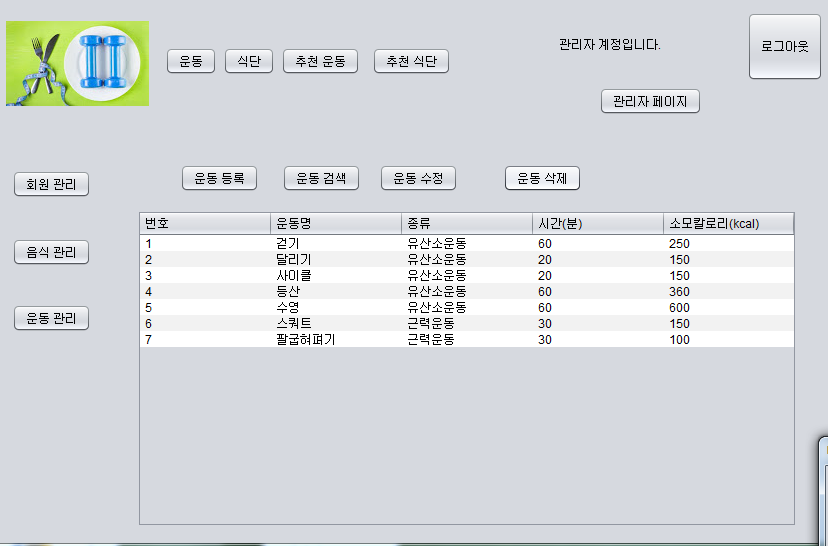 관리자 계정입니다.
로그아웃
운동 식단 추천 운동 추천 식단
관리자 페이지
회원 관리
음식 관리
운동 관리
운동 등록 운동 검색 운동 수정 운동 삭제
번호 운동명 종류 시간(분) 소모칼로리(kcal)
1 걷기 유산소운동 60 250
2 달리기 유산소운동 20 150
3 사이클 유산소운동 20 150
4 등산 유산소운동 60 360
5 수영 유산소운동 60 600
6 스쿼트 근력운동 30 150
7 팔굽혀펴기 근력운동 30 100